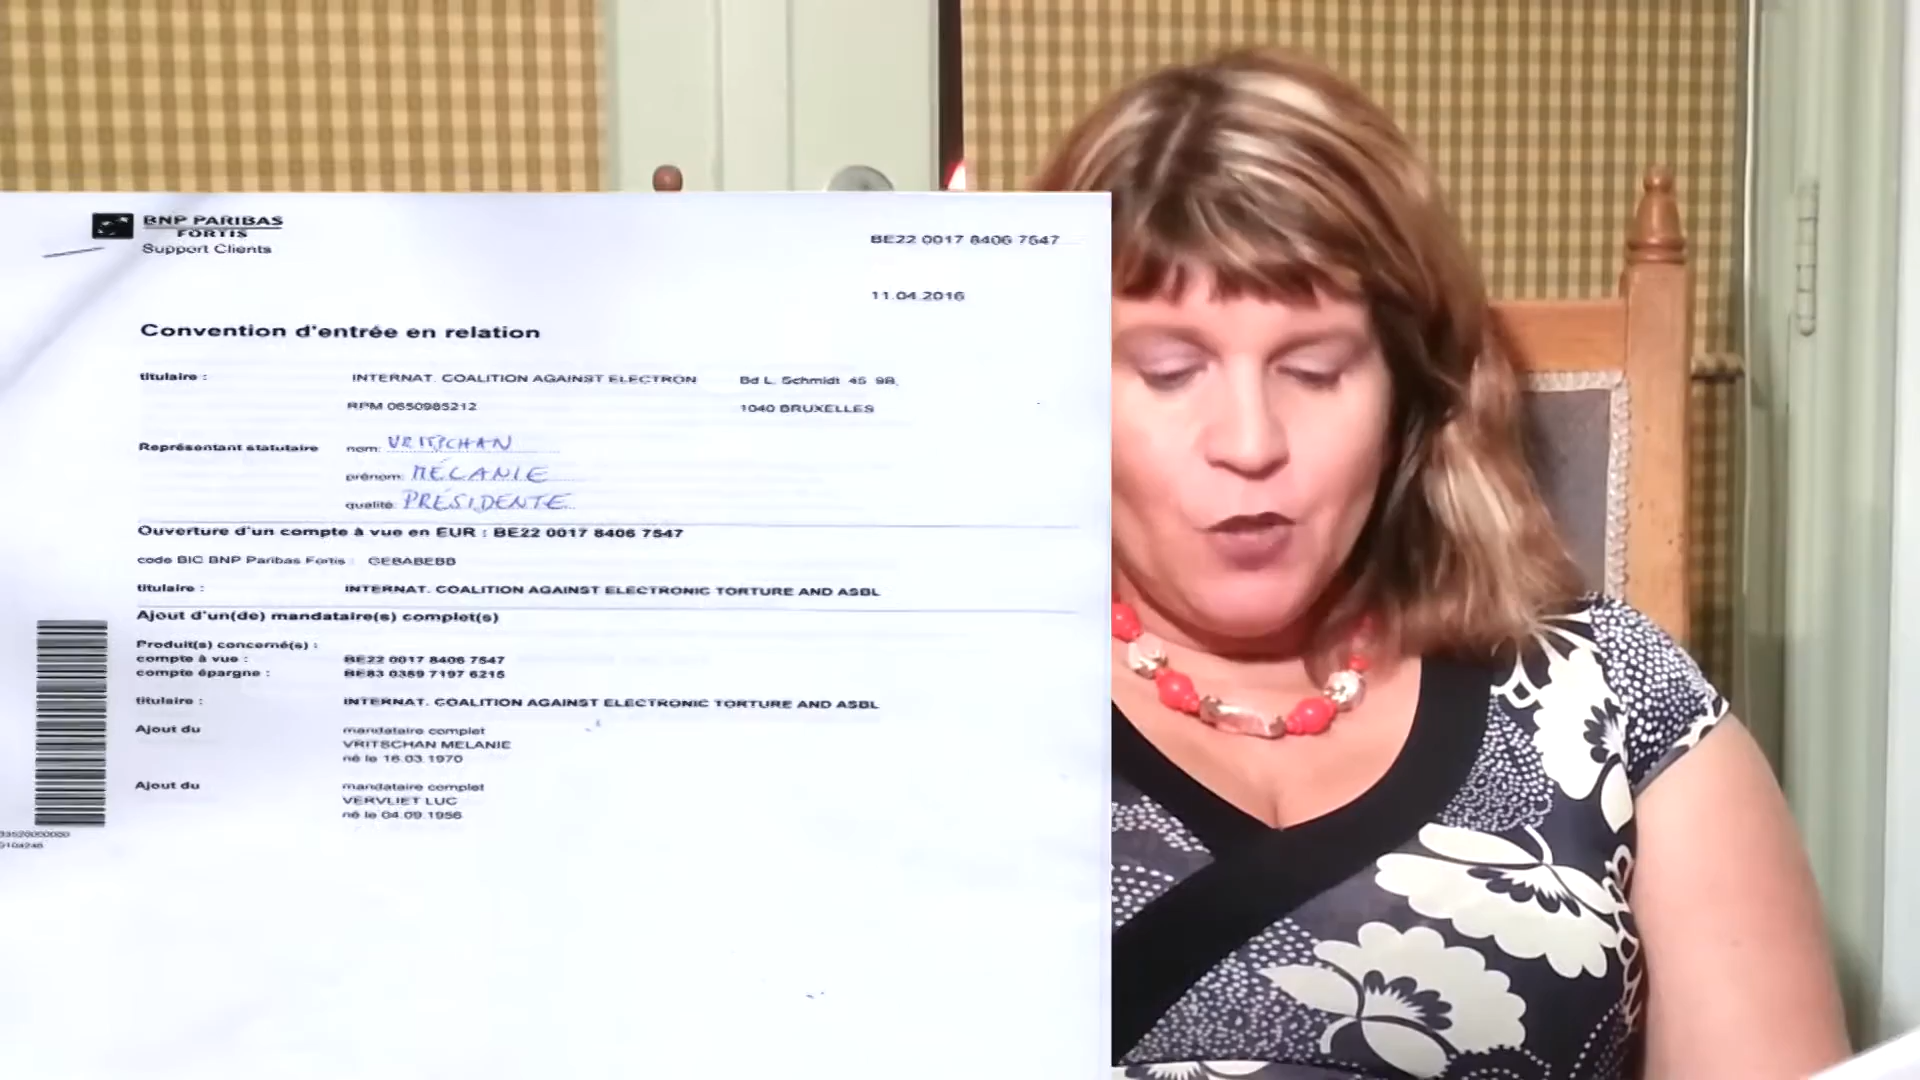 BNP PARIBAS
FORTIS
Support Clients
BE22 0017 8406 7547
11.04.2016
Convention d'entrée en relation
titulaire : INTERNAT. COALITION AGAINST ELECTRON Bd L. Schmidt 45 9B,
RPM 0650985212 1040 BRUXELLES
Représentant statutaire nom: VRITSCHAN
prénom: MÉLANIE
qualité: PRÉSIDENTE
Ouverture d'un compte à vue en EUR : BE22 0017 8406 7547
code BIC BNP Paribas Fortis : GEBABEBB
titulaire : INTERNAT. COALITION AGAINST ELECTRONIC TORTURE AND ASBL
Ajout d'un(de) mandataire(s) complet(s)
Produit(s) concerné(s) :
compte à vue : BE22 0017 8406 7547
compte épargne : BE83 0359 7197 6215
titulaire : INTERNAT. COALITION AGAINST ELECTRONIC TORTURE AND ASBL
Ajout du mandataire complet
VRITSCHAN MELANIE
né le 16.03.1970
Ajout du mandataire complet
VERVLIET LUC
né le 04.09.1956